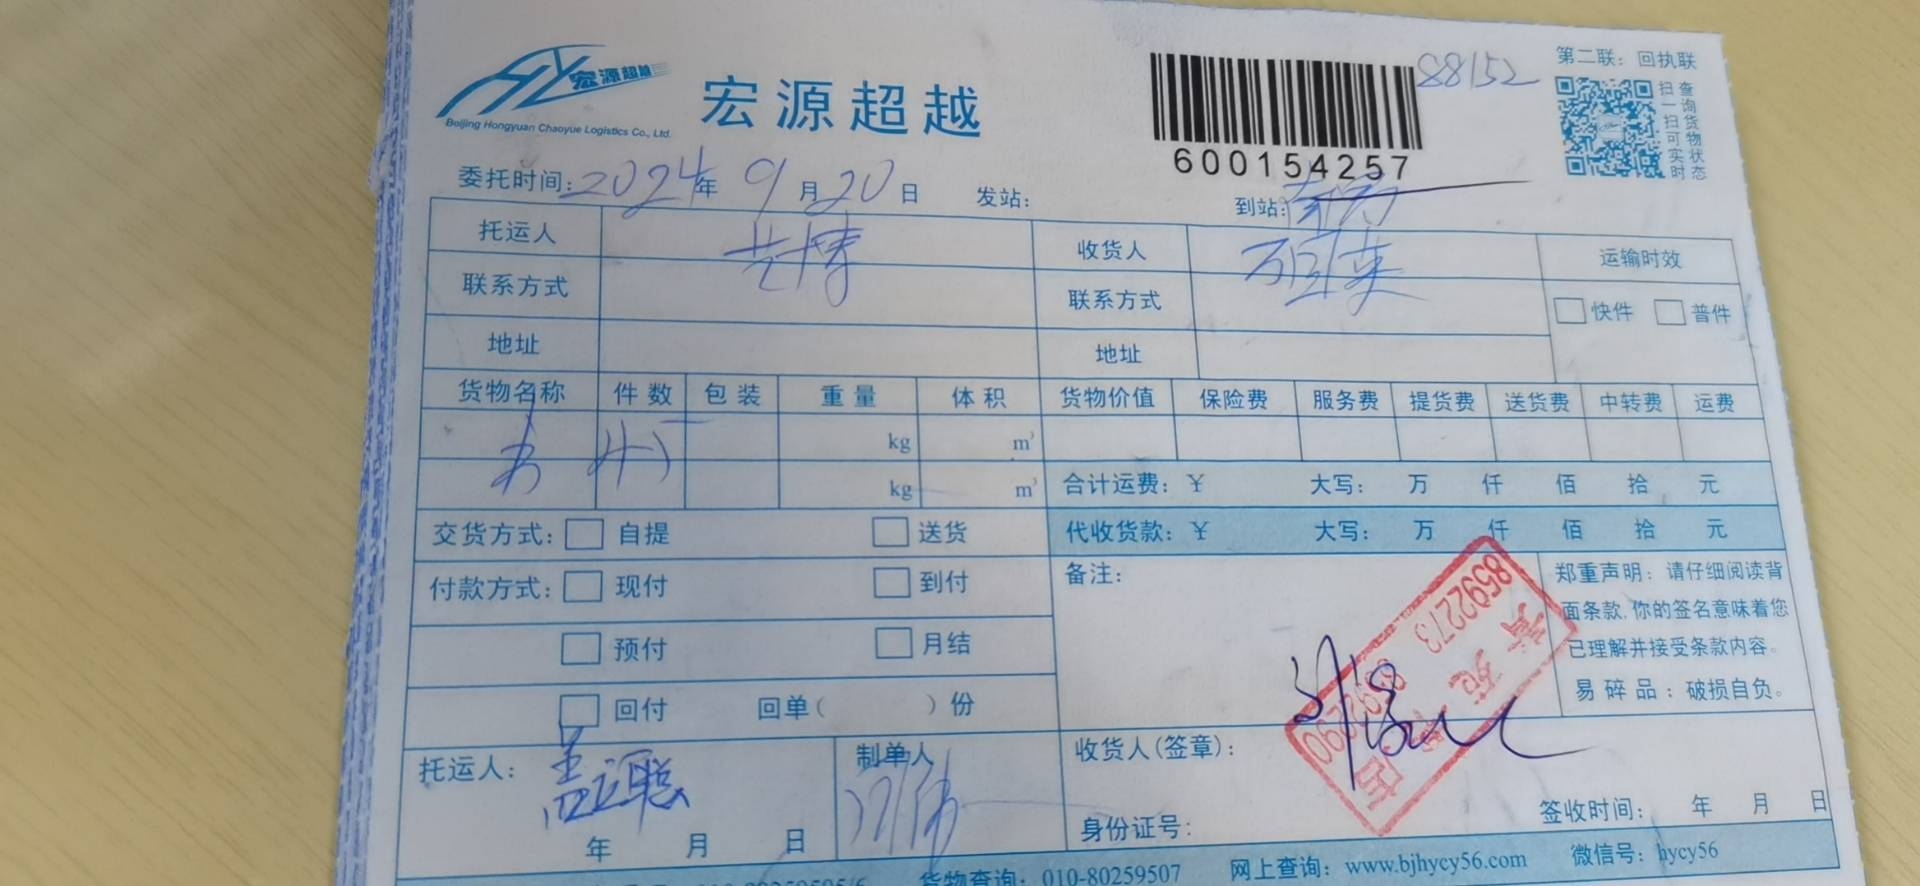 宏源超越
Beijing Hongyuan Chaoyue Logistics Co., Ltd.
宏源超越
600154257
88152
第二联：回执联
扫一扫可实时
查询货物状态
委托时间：2024年9月20日 发站： 到站：
托运人 收货人 运输时效
联系方式 联系方式 快件 普件
地址 地址
货物名称 件数 包装 重量 体积 货物价值 保险费 服务费 提货费 送货费 中转费 运费
书 kg m³
kg m³ 合计运费：¥ 大写： 万 仟 佰 拾 元
交货方式： 自提 送货 代收货款：¥ 大写： 万 仟 佰 拾 元
付款方式： 现付 到付 备注：
预付 月结
回付 回单（ ）份
郑重声明：请仔细阅读背
面条款,你的签名意味着您
已理解并接受条款内容。
易碎品：破损自负。
8592273
托运人：孟聪 制单人 收货人(签章)：
年 月 日 身份证号： 签收时间： 年 月 日
货物查询：010-80259507 网上查询：www.bjhycy56.com 微信号：hycy56